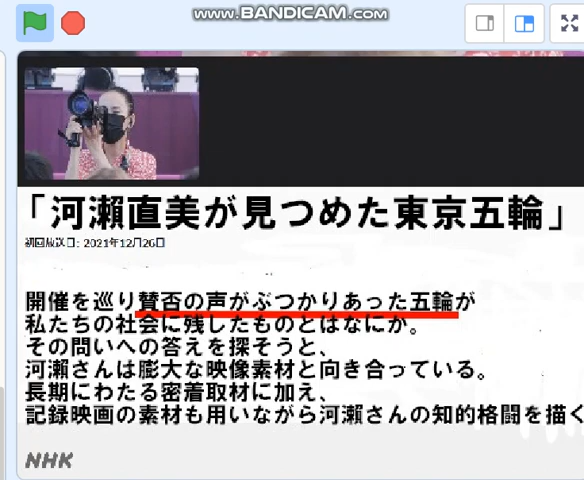 www.BANDICAM.com
「河瀨直美が見つめた東京五輪」
初回放送日: 2021年12月26日
開催を巡り賛否の声がぶつかりあった五輪が
私たちの社会に残したものとはなにか。
その問いへの答えを探そうと、
河瀨さんは膨大な映像素材と向き合っている。
長期にわたる密着取材に加え、
記録映画の素材も用いながら河瀨さんの知的格闘を描く
NHK